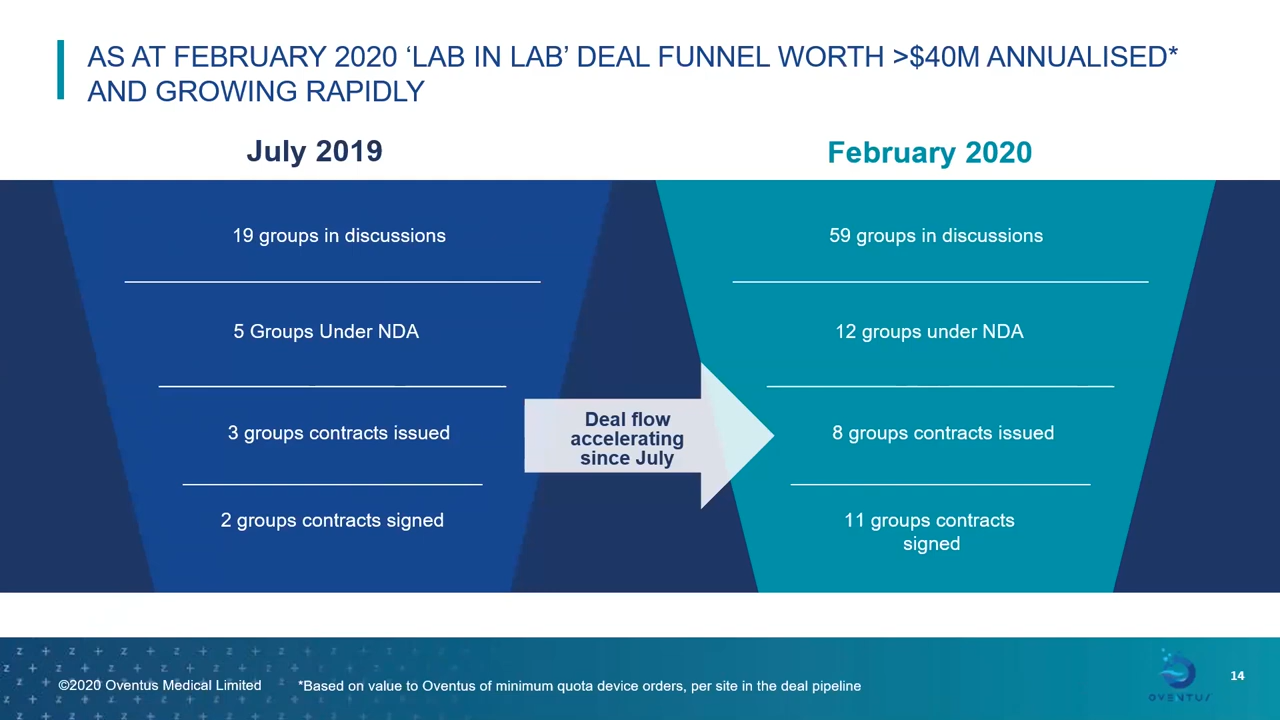 AS AT FEBRUARY 2020 ‘LAB IN LAB’ DEAL FUNNEL WORTH >$40M ANNUALISED*
AND GROWING RAPIDLY
July 2019
February 2020
19 groups in discussions
5 Groups Under NDA
3 groups contracts issued
2 groups contracts signed
Deal flow
accelerating
since July
59 groups in discussions
12 groups under NDA
8 groups contracts issued
11 groups contracts
signed
©2020 Oventus Medical Limited
*Based on value to Oventus of minimum quota device orders, per site in the deal pipeline
OVENTUS
14